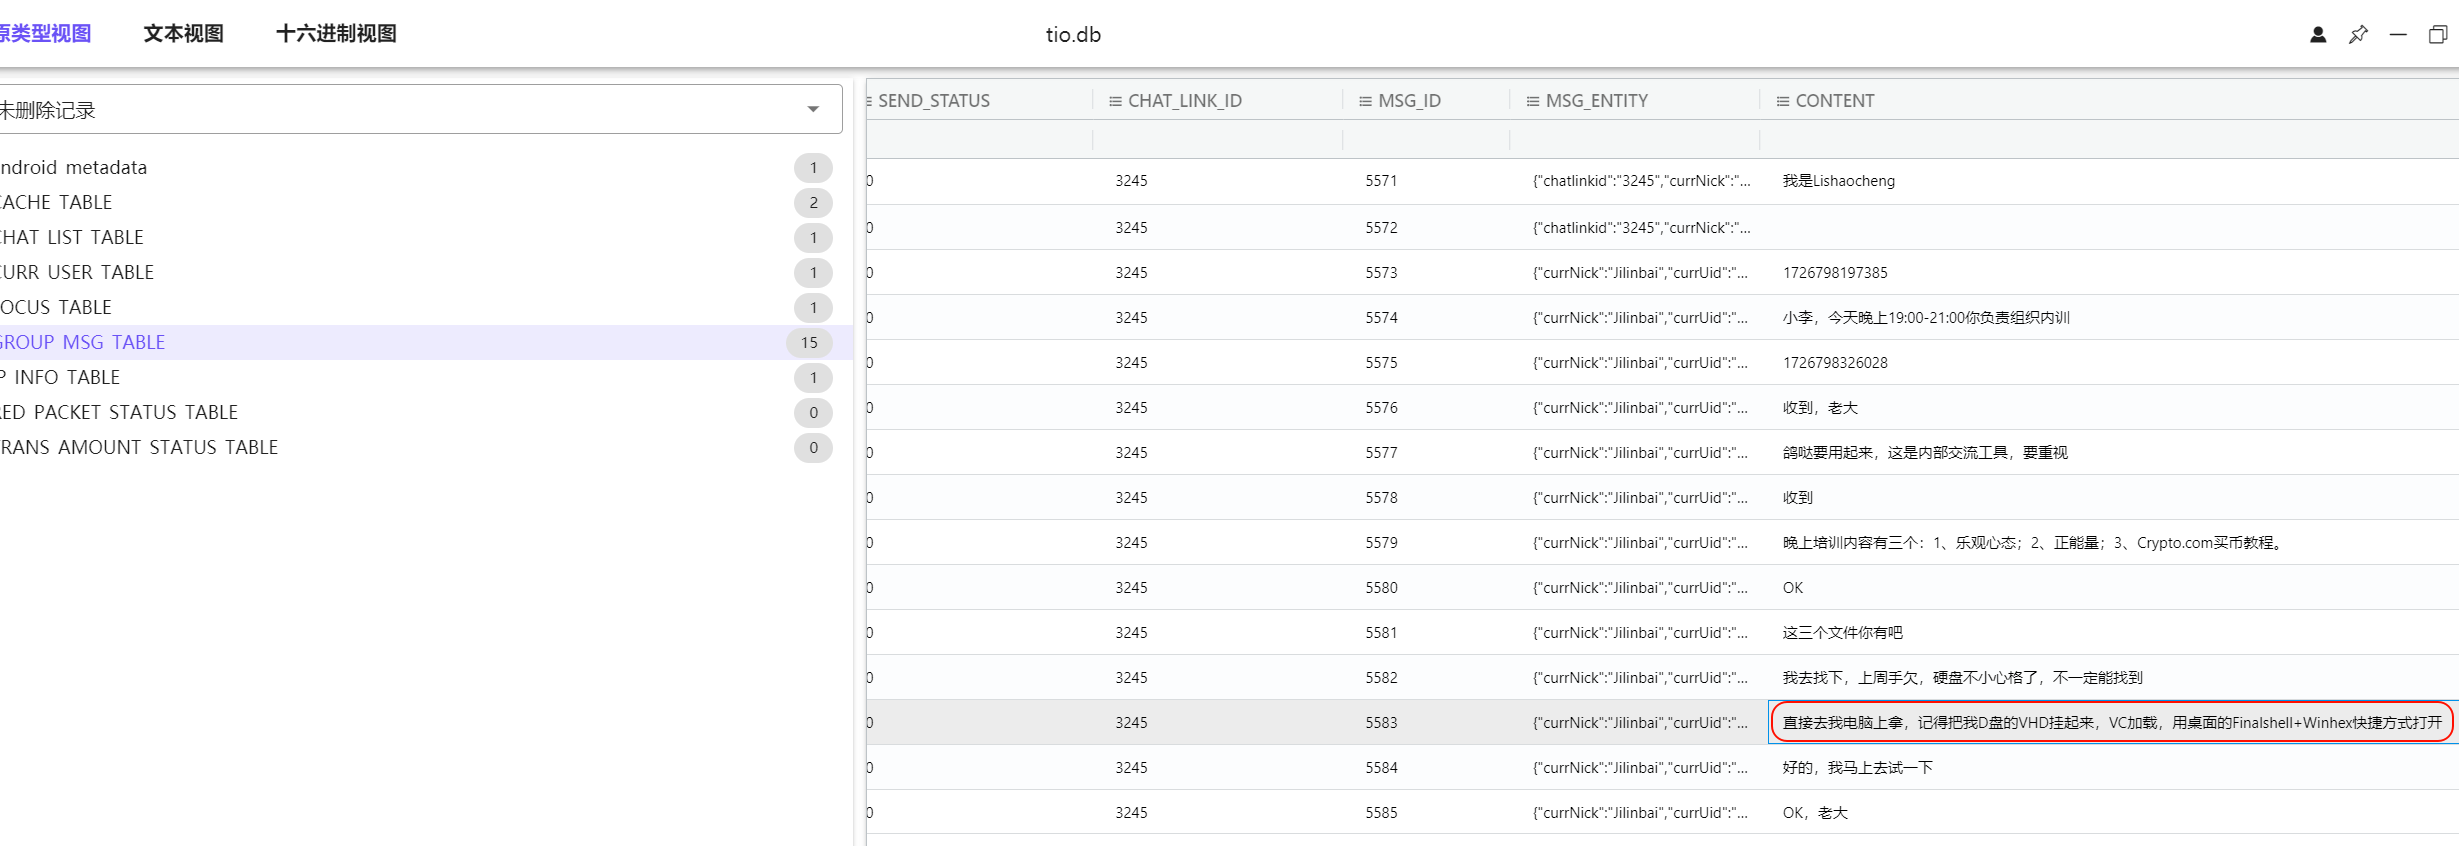 原类型视图 文本视图 十六进制视图 tio.db
未删除记录
ndroid metadata 1
CACHE TABLE 2
CHAT LIST TABLE 1
CURR USER TABLE 1
OCUS TABLE 1
GROUP MSG TABLE 15
P INFO TABLE 1
RED PACKET STATUS TABLE 0
RANS AMOUNT STATUS TABLE 0
SEND_STATUS CHAT_LINK_ID MSG_ID MSG_ENTITY CONTENT
0 3245 5571 {"chatlinkid":"3245","currNick":"... 我是Lishaocheng
0 3245 5572 {"chatlinkid":"3245","currNick":"...
0 3245 5573 {"currNick":"Jilinbai","currUid":"... 1726798197385
0 3245 5574 {"currNick":"Jilinbai","currUid":"... 小李，今天晚上19:00-21:00你负责组织内训
0 3245 5575 {"currNick":"Jilinbai","currUid":"... 1726798326028
0 3245 5576 {"currNick":"Jilinbai","currUid":"... 收到，老大
0 3245 5577 {"currNick":"Jilinbai","currUid":"... 鸽哒要用起来，这是内部交流工具，要重视
0 3245 5578 {"currNick":"Jilinbai","currUid":"... 收到
0 3245 5579 {"currNick":"Jilinbai","currUid":"... 晚上培训内容有三个：1、乐观心态；2、正能量；3、Crypto.com买币教程。
0 3245 5580 {"currNick":"Jilinbai","currUid":"... OK
0 3245 5581 {"currNick":"Jilinbai","currUid":"... 这三个文件你有吧
0 3245 5582 {"currNick":"Jilinbai","currUid":"... 我去找下，上周手欠，硬盘不小心格了，不一定能找到
0 3245 5583 {"currNick":"Jilinbai","currUid":"... 直接去我电脑上拿，记得把我D盘的VHD挂起来，VC加载，用桌面的Finalshell+Winhex快捷方式打开
0 3245 5584 {"currNick":"Jilinbai","currUid":"... 好的，我马上去试一下
0 3245 5585 {"currNick":"Jilinbai","currUid":"... OK，老大